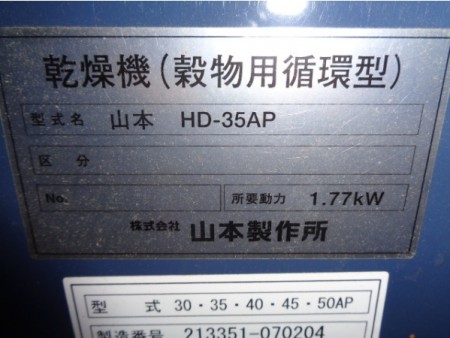 乾燥機(穀物用循環型)
型式名 山本 HD-35AP
区分
No. 所要動力 1.77kW
株式会社 山本製作所
型式 30・35・40・45・50AP
製造番号 213351-070204